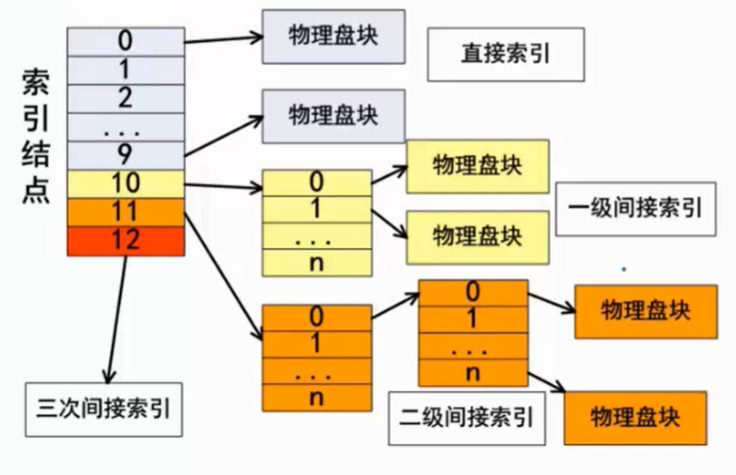 索引结点
0
1
2
...
9
10
11
12
物理盘块
物理盘块
直接索引
0
1
...
n
物理盘块
物理盘块
一级间接索引
0
1
...
n
0
1
...
n
物理盘块
物理盘块
二级间接索引
三次间接索引